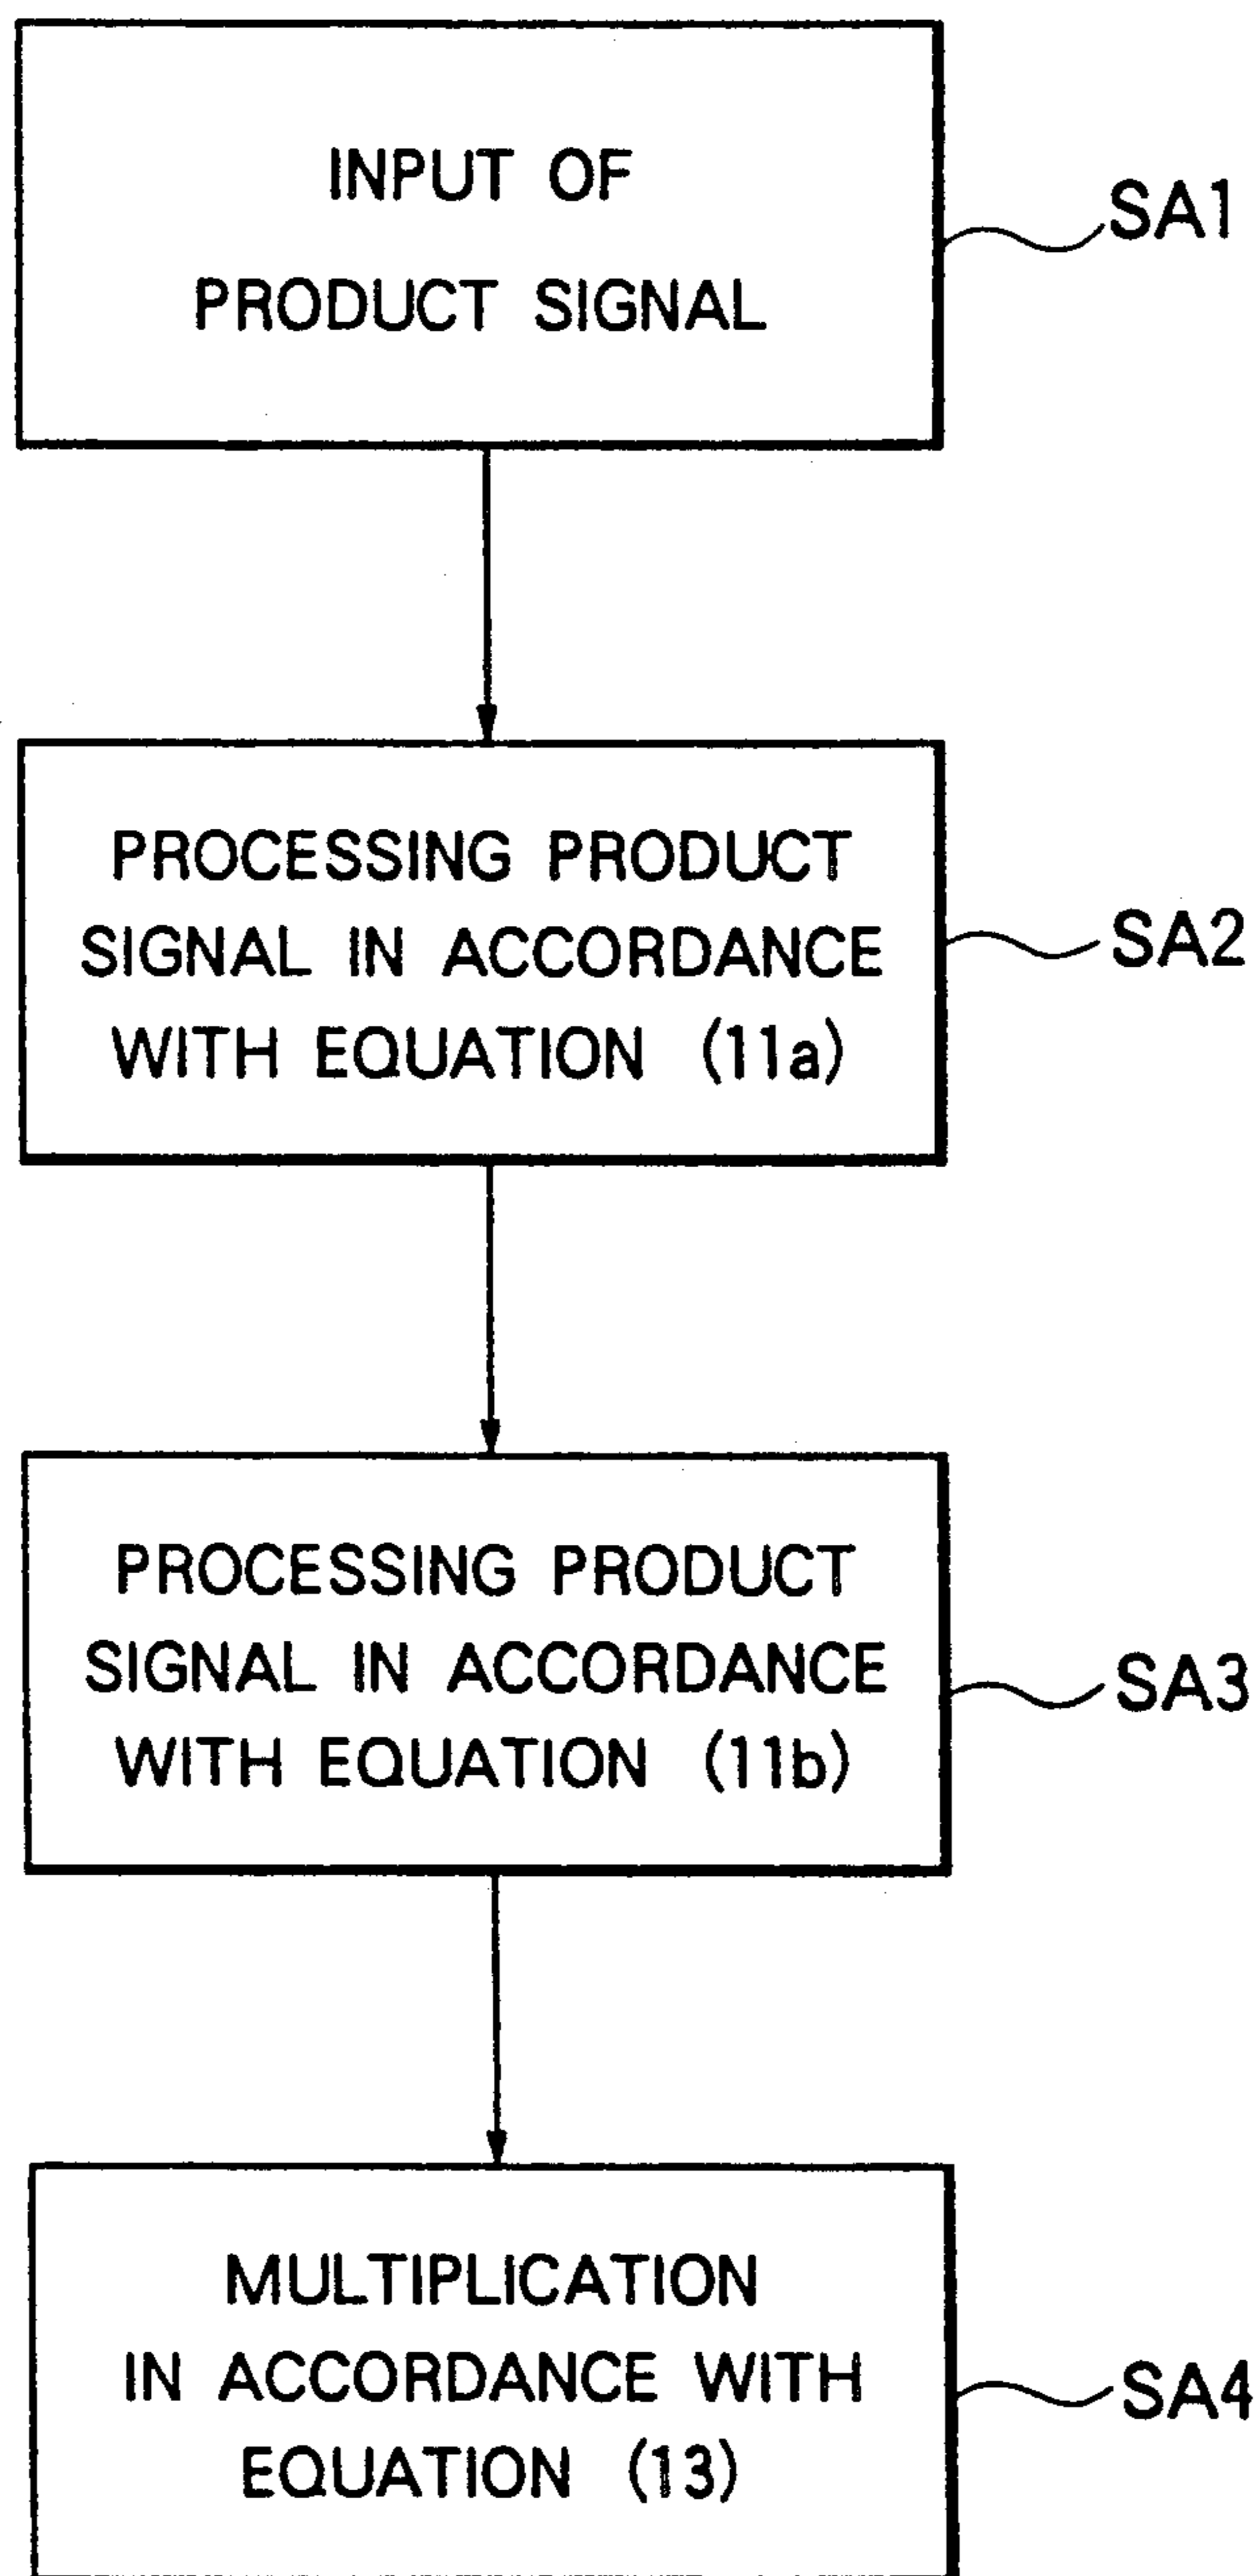 INPUT OF
PRODUCT SIGNAL
SA1
PROCESSING PRODUCT
SIGNAL IN ACCORDANCE
WITH EQUATION (11a)
SA2
PROCESSING PRODUCT
SIGNAL IN ACCORDANCE
WITH EQUATION (11b)
SA3
MULTIPLICATION
IN ACCORDANCE WITH
EQUATION (13)
SA4